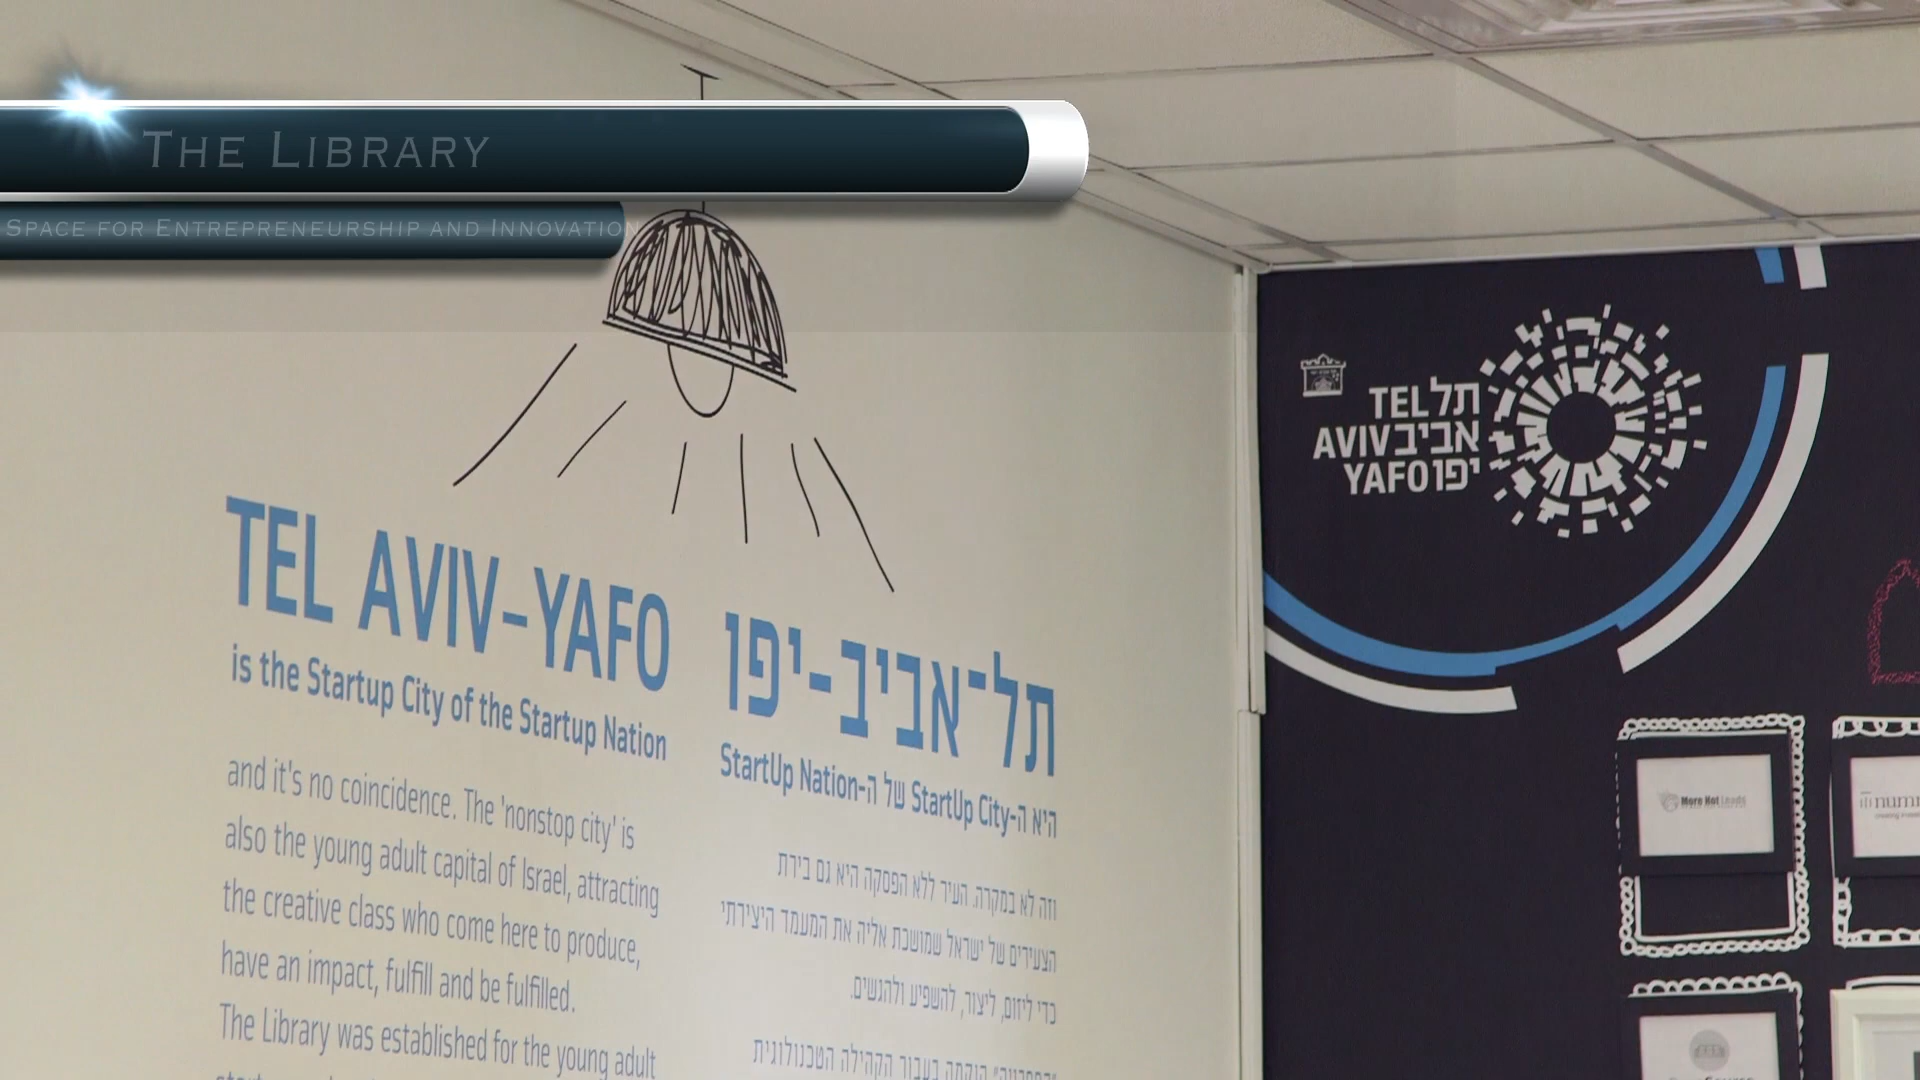 The Library
Space for Entrepreneurship and Innovation
TEL AVIV-YAFO
is the Startup City of the Startup Nation
and it's no coincidence. The 'nonstop city' is
also the young adult capital of Israel, attracting
the creative class who come here to produce,
have an impact, fulfill and be fulfilled.
The Library was established for the young adult
תל־אביב-יפו
היא ה-StartUp City של ה-StartUp Nation
וזה לא במקרה. העיר ללא הפסקה היא גם בירת
הצעירים של ישראל שמושכת אליה את המעמד היצירתי
כדי ליזום, ליצור, להשפיע ולהגשים.
"הספרייה" הוקמה בעבור הקהילה הטכנולוגית
TEL תל
AVIV אביב
YAFO יפו
More Hot Leads